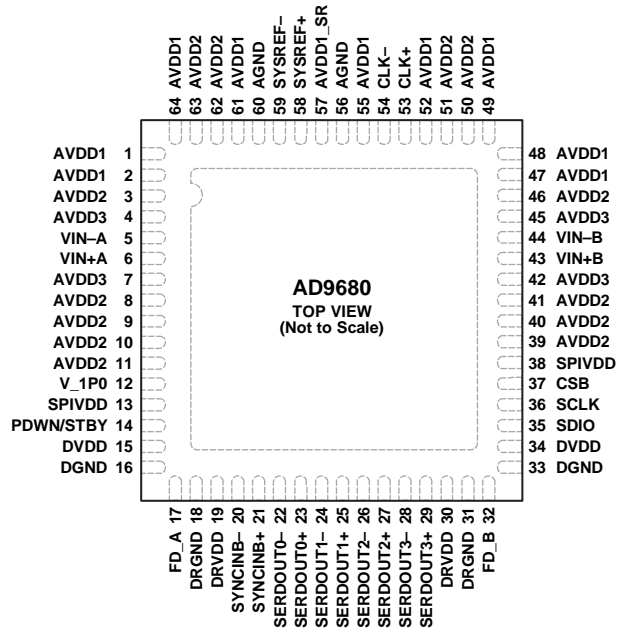 64 AVDD1
63 AVDD2
62 AVDD2
61 AVDD1
60 AGND
59 SYSREF–
58 SYSREF+
57 AVDD1_SR
56 AGND
55 AVDD1
54 CLK–
53 CLK+
52 AVDD1
51 AVDD2
50 AVDD2
49 AVDD1
AVDD1 1
AVDD1 2
AVDD2 3
AVDD3 4
VIN–A 5
VIN+A 6
AVDD3 7
AVDD2 8
AVDD2 9
AVDD2 10
AVDD2 11
V_1P0 12
SPIVDD 13
PDWN/STBY 14
DVDD 15
DGND 16
AD9680
TOP VIEW
(Not to Scale)
48 AVDD1
47 AVDD1
46 AVDD2
45 AVDD3
44 VIN–B
43 VIN+B
42 AVDD3
41 AVDD2
40 AVDD2
39 AVDD2
38 SPIVDD
37 CSB
36 SCLK
35 SDIO
34 DVDD
33 DGND
FD_A 17
DRGND 18
DRVDD 19
SYNCINB– 20
SYNCINB+ 21
SERDOUT0– 22
SERDOUT0+ 23
SERDOUT1– 24
SERDOUT1+ 25
SERDOUT2– 26
SERDOUT2+ 27
SERDOUT3– 28
SERDOUT3+ 29
DRVDD 30
DRGND 31
FD_B 32